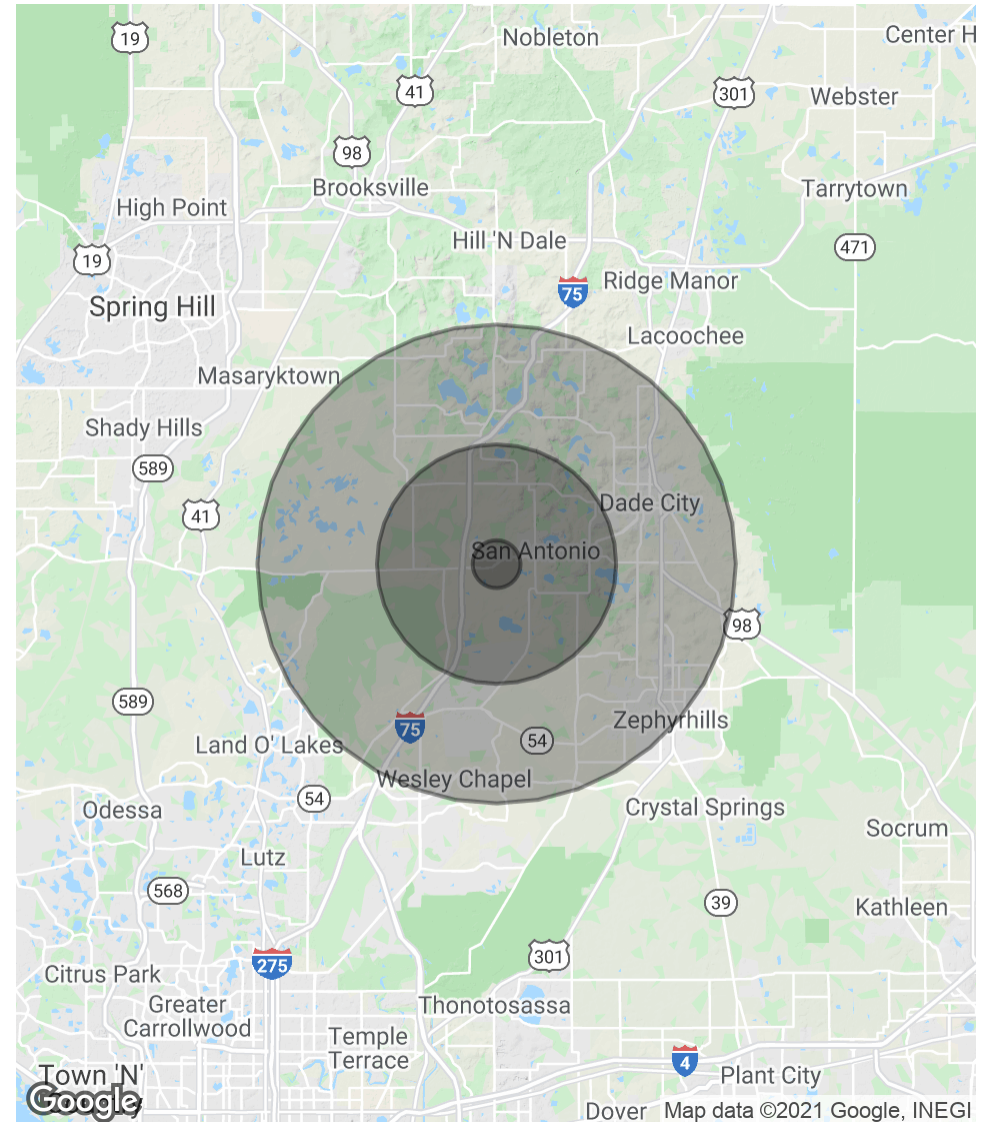 19
Nobleton
Center H
41
301
Webster
98
Brooksville
Tarrytown
High Point
Hill 'N Dale
471
19
Ridge Manor
75
Spring Hill
Lacoochee
Masaryktown
Shady Hills
589
Dade City
41
San Antonio
98
589
Zephyrhills
75
54
Land O' Lakes
Wesley Chapel
54
Crystal Springs
Odessa
Socrum
Lutz
568
39
Kathleen
301
275
Citrus Park
Greater
Carrollwood
Thonotosassa
Temple
Terrace
4
Plant City
Town 'N'
Google
Dover
Map data ©2021 Google, INEGI